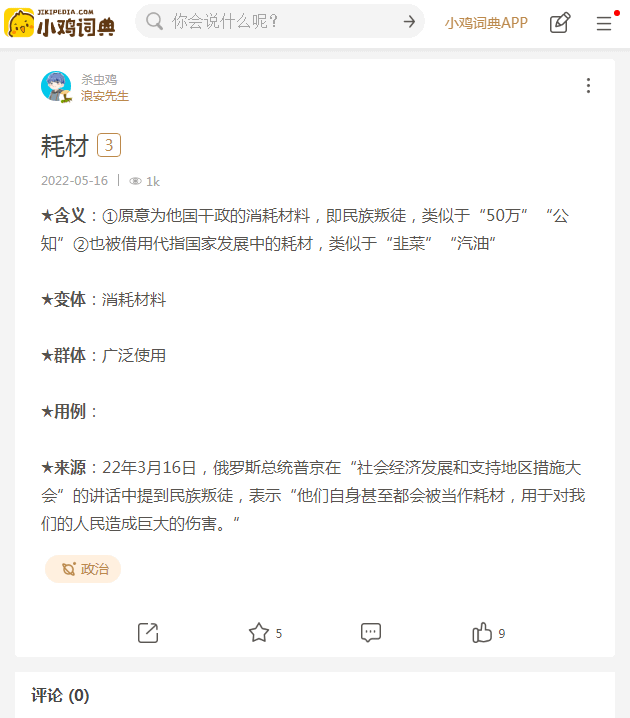 JIKIPEDIA.COM
小鸡词典
你会说什么呢?
小鸡词典APP
杀虫鸡
浪安先生
耗材 3
2022-05-16 1k
★含义：①原意为他国干政的消耗材料，即民族叛徒，类似于“50万”“公
知”②也被借用代指国家发展中的耗材，类似于“韭菜”“汽油”
★变体：消耗材料
★群体：广泛使用
★用例：
★来源：22年3月16日，俄罗斯总统普京在“社会经济发展和支持地区措施大
会”的讲话中提到民族叛徒，表示“他们自身甚至都会被当作耗材，用于对我
们的人民造成巨大的伤害。”
政治
5
9
评论 (0)